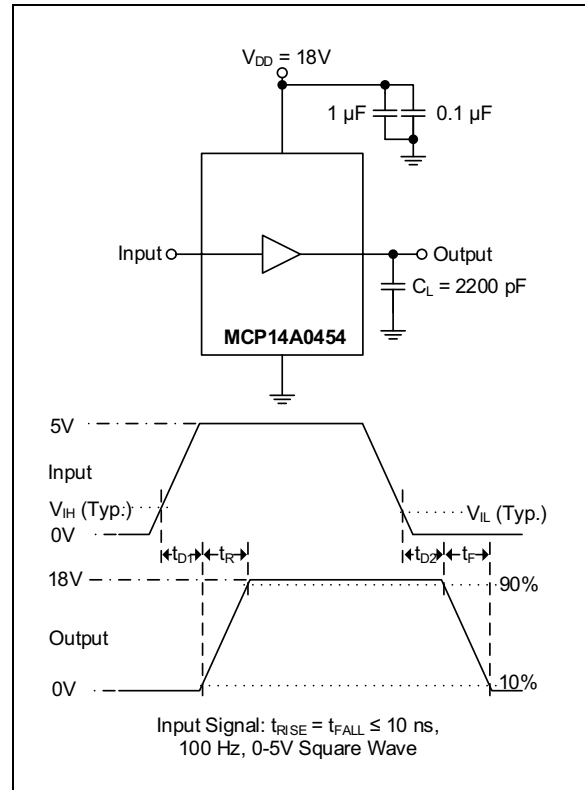 V_DD = 18V
1 µF 0.1 µF
Input
Output
C_L = 2200 pF
MCP14A0454
5V
Input
V_IH (Typ.)
V_IL (Typ.)
0V
t_D1 t_R t_D2 t_F
18V
90%
Output
0V
10%
Input Signal: t_RISE = t_FALL ≤ 10 ns,
100 Hz, 0-5V Square Wave